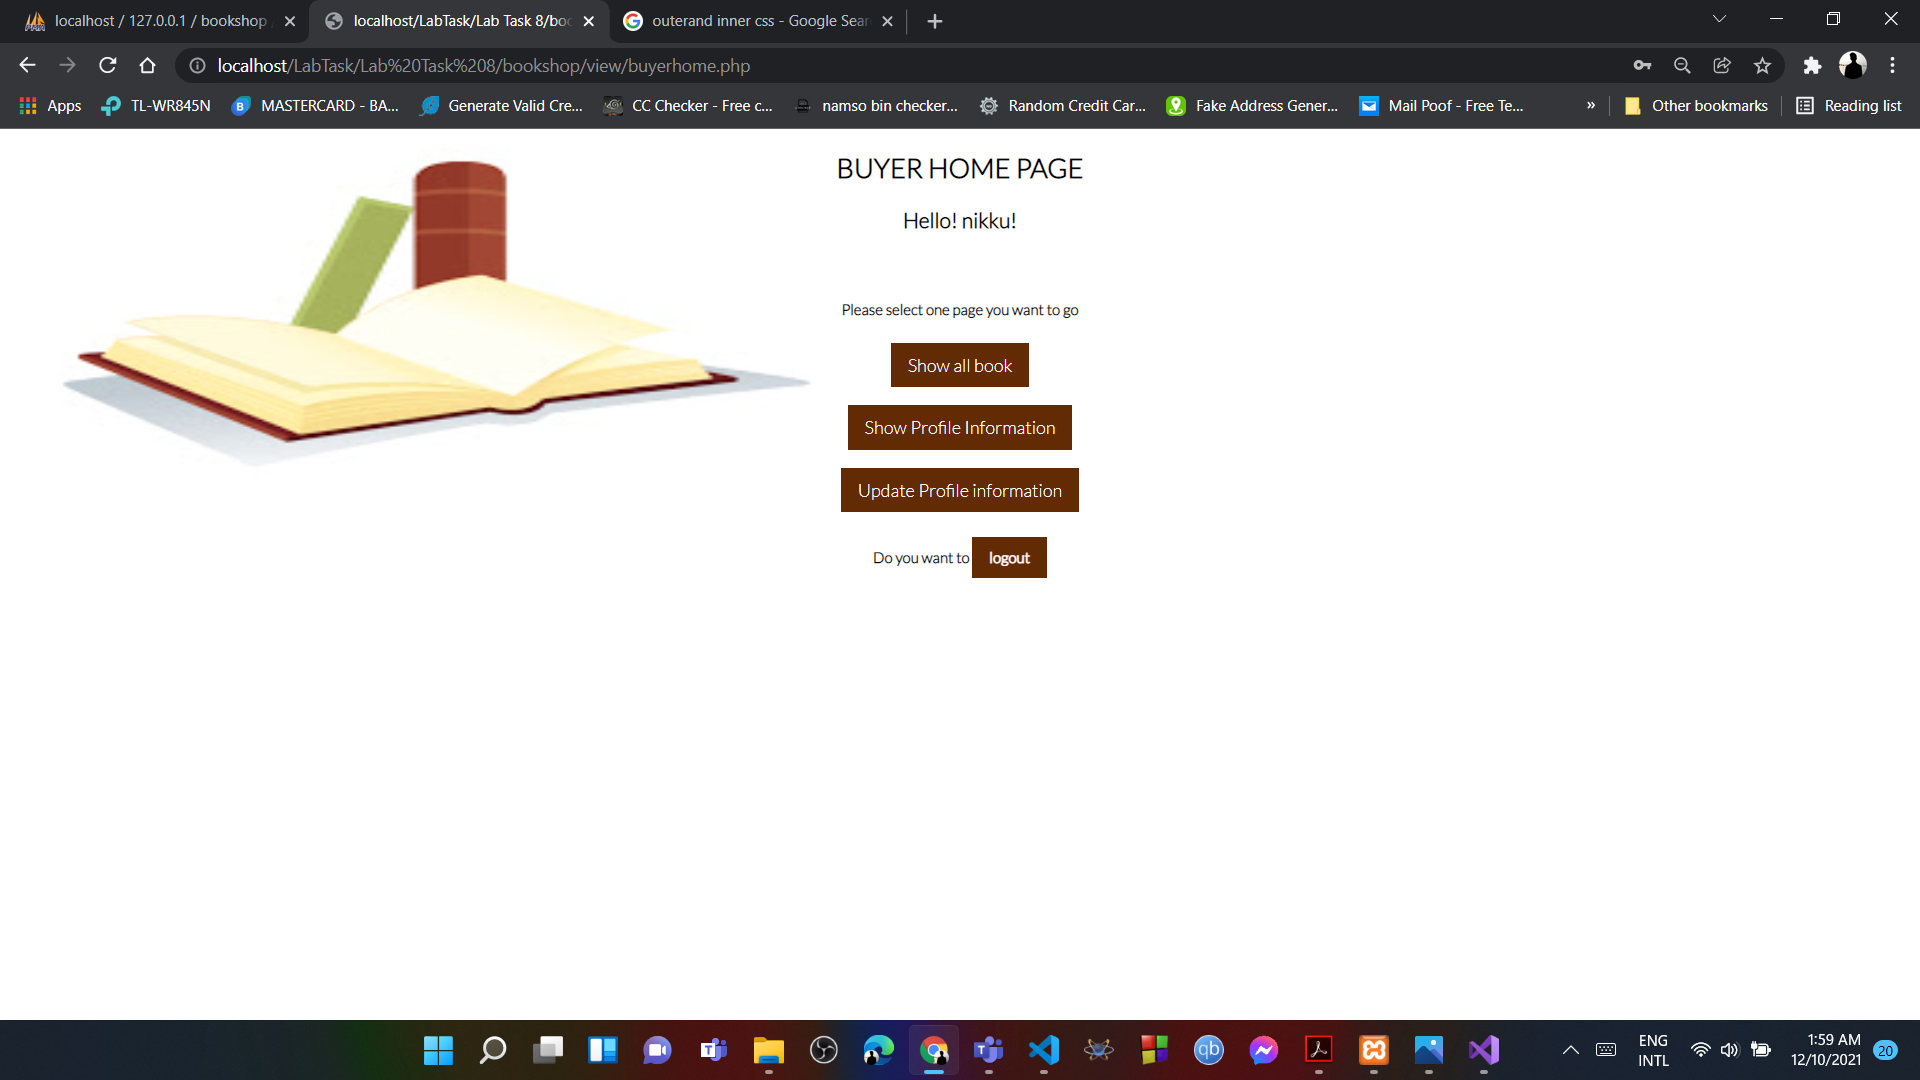 localhost / 127.0.0.1 / bookshop
localhost/LabTask/Lab Task 8/boo
outerand inner css - Google Sear
localhost/LabTask/Lab%20Task%208/bookshop/view/buyerhome.php
Apps
TL-WR845N
MASTERCARD - BA...
Generate Valid Cre...
CC Checker - Free c...
namso bin checker...
Random Credit Car...
Fake Address Gener...
Mail Poof - Free Te...
»
Other bookmarks
Reading list
BUYER HOME PAGE
Hello! nikku!
Please select one page you want to go
Show all book
Show Profile Information
Update Profile information
Do you want to logout
ENG
INTL
1:59 AM
12/10/2021
20